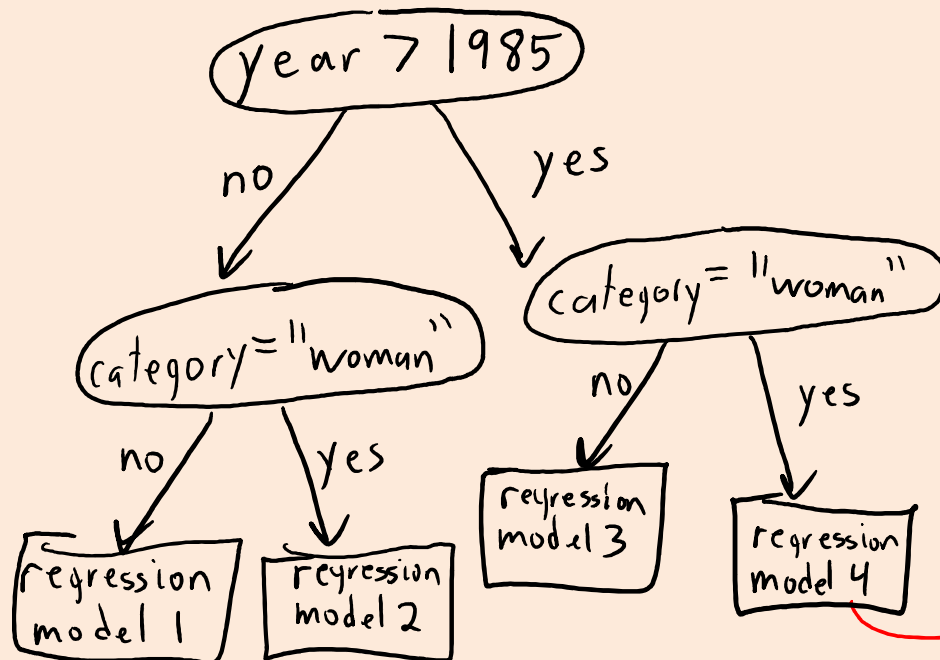 year > 1985
no
yes
category = "woman"
category = "woman"
no
yes
no
yes
regression
model 1
regression
model 2
regression
model 3
regression
model 4